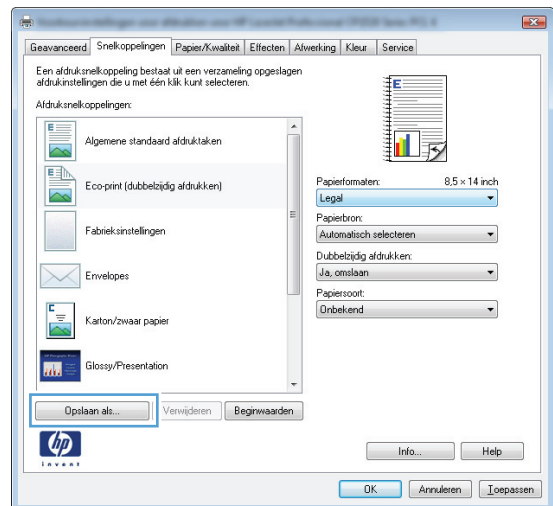 Geavanceerd Snelkoppelingen Papier/Kwaliteit Effecten Afwerking Kleur Service
Een afdruksnelkoppeling bestaat uit een verzameling opgeslagen
afdrukinstellingen die u met één klik kunt selecteren.
Afdruksnelkoppelingen:
Algemene standaard afdruktaken
Eco-print (dubbelzijdig afdrukken)
Fabrieksinstellingen
Envelopes
Karton/zwaar papier
Glossy/Presentation
Opslaan als... Verwijderen Beginwaarden
E
Papierformaten: 8,5 × 14 inch
Legal
Papierbron:
Automatisch selecteren
Dubbelzijdig afdrukken:
Ja, omslaan
Papiersoort:
Onbekend
hp
invent
Info... Help
OK Annuleren Toepassen